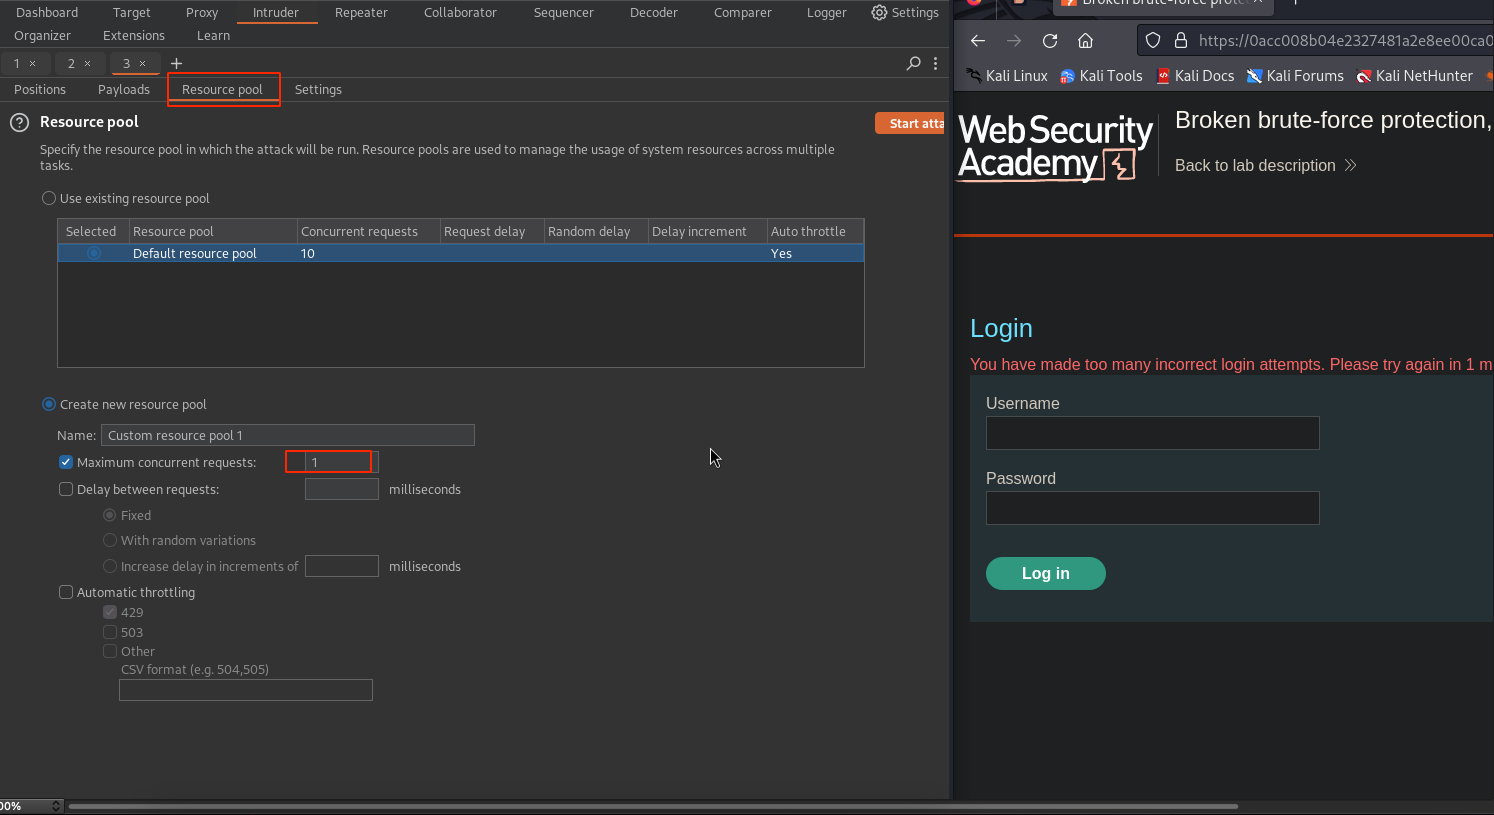 Dashboard Target Proxy Intruder Repeater Collaborator Sequencer Decoder Comparer Logger Settings
Organizer Extensions Learn
1 × 2 × 3 × +
Positions Payloads Resource pool Settings
? Resource pool
Start atta
Specify the resource pool in which the attack will be run. Resource pools are used to manage the usage of system resources across multiple
tasks.
Use existing resource pool
Selected Resource pool Concurrent requests Request delay Random delay Delay increment Auto throttle
Default resource pool 10 Yes
Create new resource pool
Name: Custom resource pool 1
Maximum concurrent requests: 1
Delay between requests: milliseconds
Fixed
With random variations
Increase delay in increments of milliseconds
Automatic throttling
429
503
Other
CSV format (e.g. 504,505)
00%
Broken brute-force prote
https://0acc008b04e2327481a2e8ee00ca0
Kali Linux Kali Tools Kali Docs Kali Forums Kali NetHunter
Web Security
Academy
Broken brute-force protection,
Back to lab description
Login
You have made too many incorrect login attempts. Please try again in 1 m
Username
Password
Log in